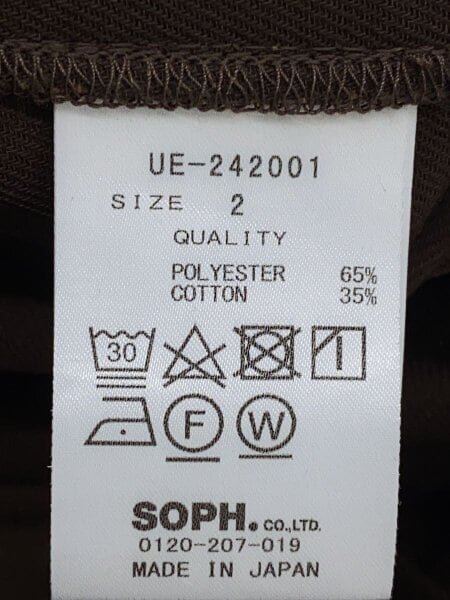 UE-242001
SIZE 2
QUALITY
POLYESTER 65%
COTTON 35%
30
F W
SOPH. CO.,LTD.
0120-207-019
MADE IN JAPAN